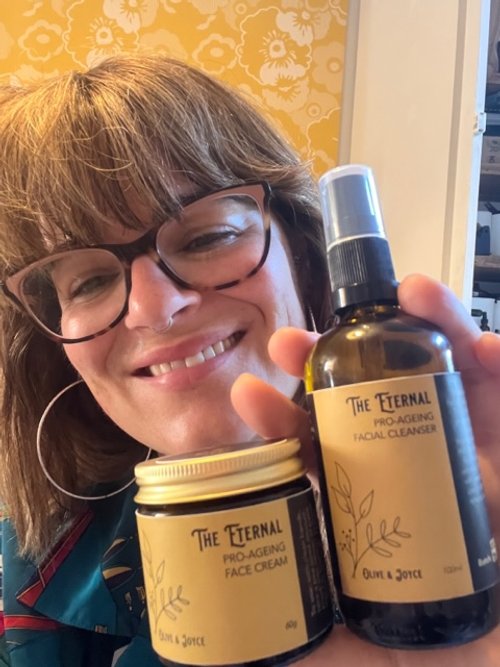 THE ETERNAL
PRO-AGEING
FACIAL CLEANSER
OLIVE & JOYCE
100ml
THE ETERNAL
PRO-AGEING
FACE CREAM
OLIVE & JOYCE
60g